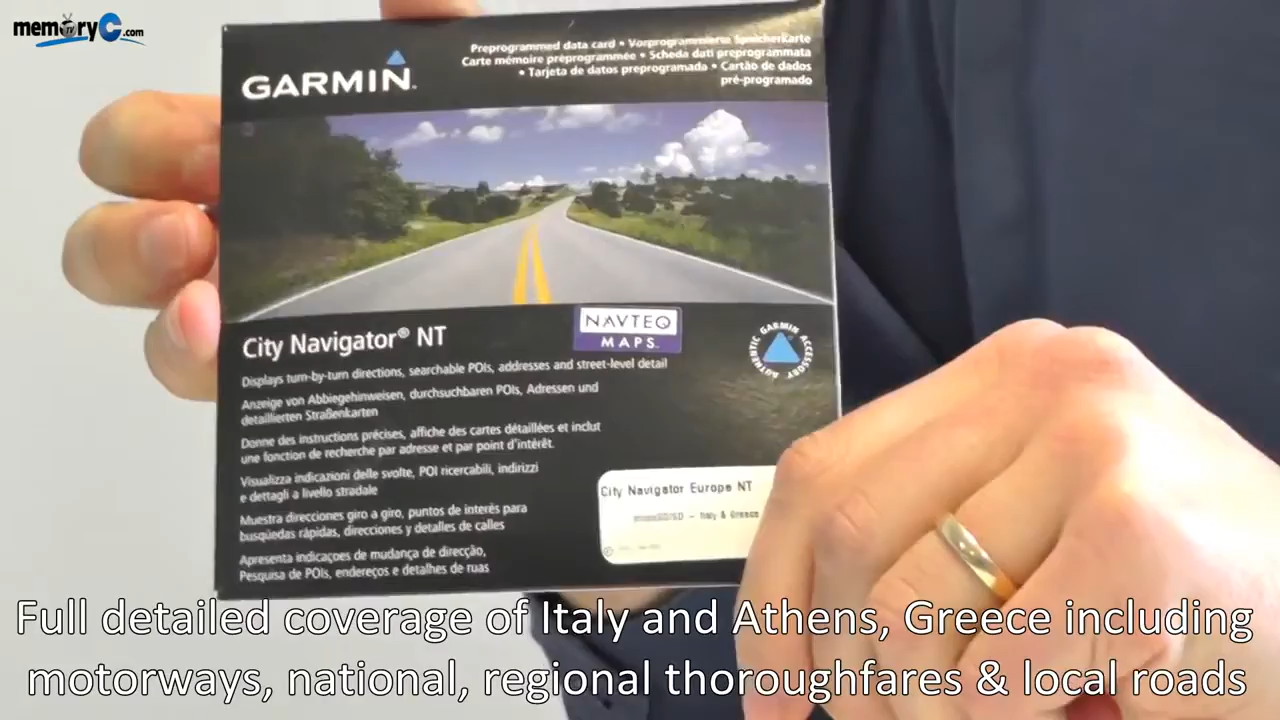 memoryC.com
TV
GARMIN
Preprogrammed data card • Vorprogrammierte Speicherkarte
Carte mémoire préprogrammée • Scheda dati preprogrammata
• Tarjeta de datos preprogramada • Cartão de dados
pré-programado
City Navigator® NT
NAVTEQ
MAPS
AUTHENTIC GARMIN ACCESSORY
Displays turn-by-turn directions, searchable POIs, addresses and street-level detail
Anzeige von Abbiegehinweisen, durchsuchbaren POIs, Adressen und
detaillierten Straßenkarten
Donne des instructions précises, affiche des cartes détaillées et inclut
une fonction de recherche par adresse et par point d'intérêt.
Visualizza indicazioni delle svolte, POI ricercabili, indirizzi
e dettagli a livello stradale
Muestra direcciones giro a giro, puntos de interés para
busquedas rápidas, direcciones y detalles de calles
Apresenta indicaçoes de mudança de direcção,
Pesquisa de POIs, endereços e detalhes de ruas
City Navigator Europe NT
microSD/SD - Italy & Greece
Full detailed coverage of Italy and Athens, Greece including
motorways, national, regional thoroughfares & local roads